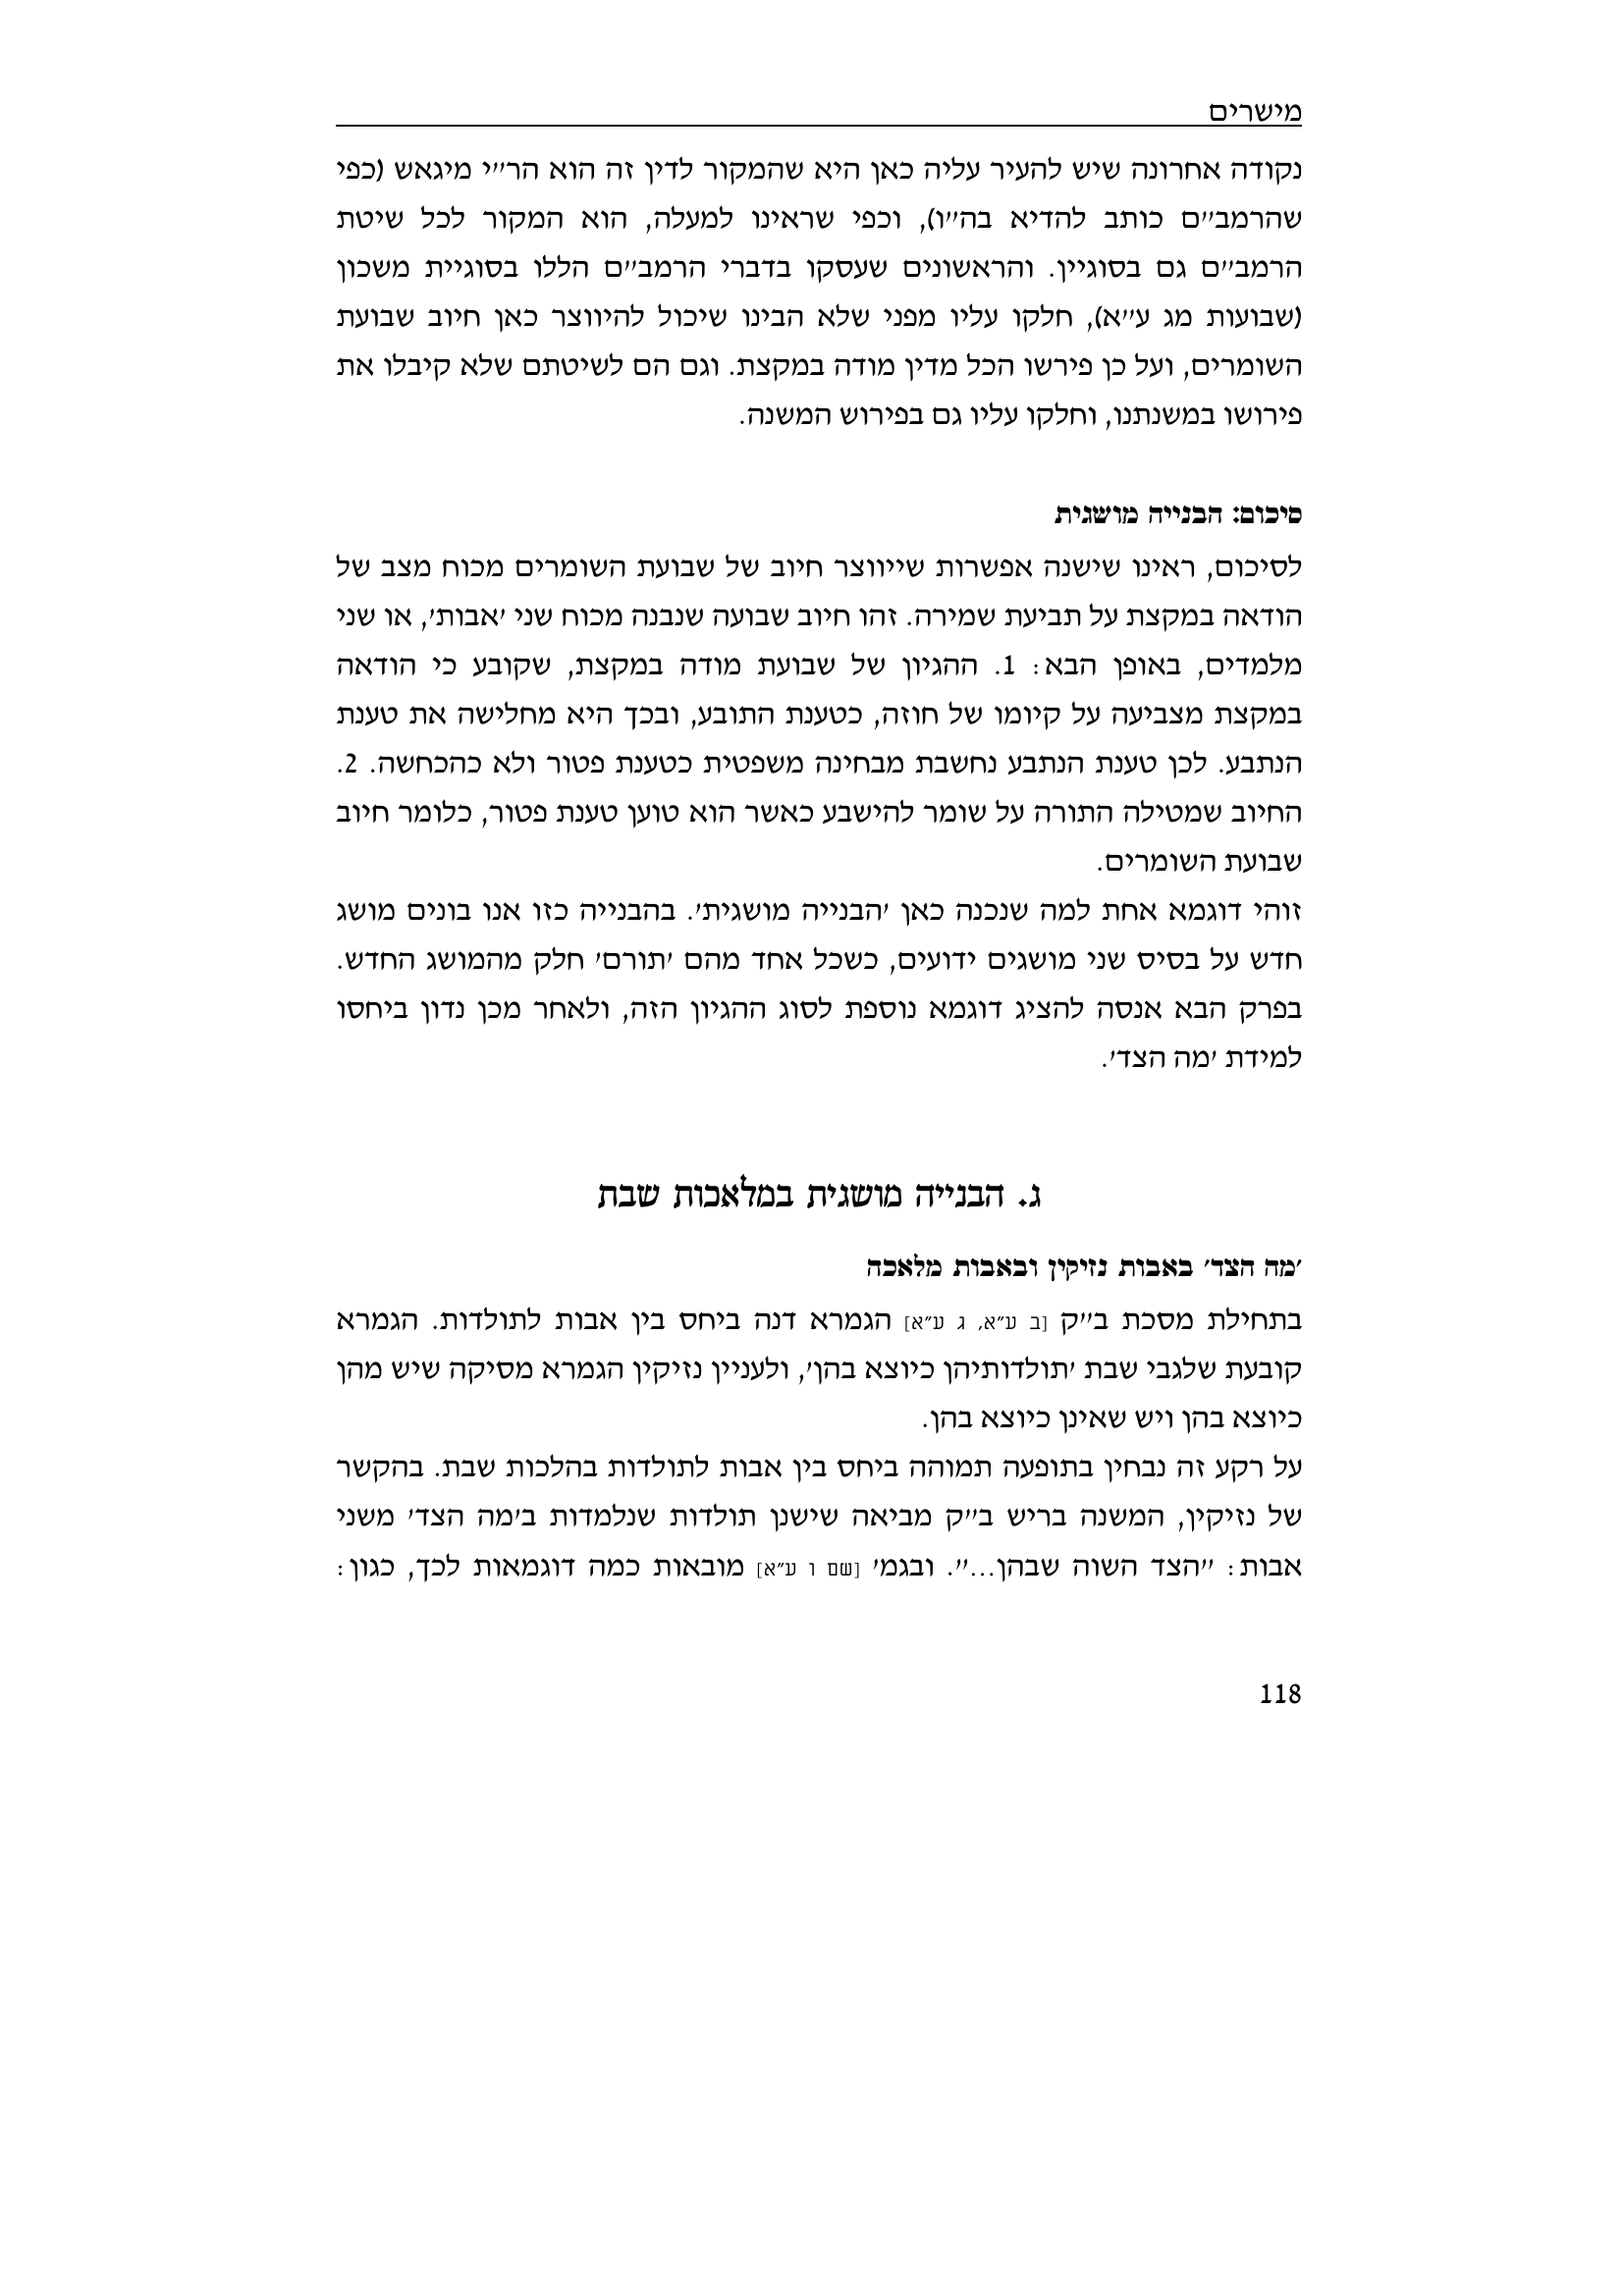 מישרים
נקודה אחרונה שיש להעיר עליה כאן היא שהמקור לדין זה הוא הר״י מיגאש (כפי
שהרמב״ם כותב להדיא בה״ו), וכפי שראינו למעלה, הוא המקור לכל שיטת
הרמב״ם גם בסוגיין. והראשונים שעסקו בדברי הרמב״ם הללו בסוגיית משכון
(שבועות מג ע״א), חלקו עליו מפני שלא הבינו שיכול להיווצר כאן חיוב שבועת
השומרים, ועל כן פירשו הכל מדין מודה במקצת. וגם הם לשיטתם שלא קיבלו את
פירושו במשנתנו, וחלקו עליו גם בפירוש המשנה.
סיכום: הבנייה מושגית
לסיכום, ראינו שישנה אפשרות שייווצר חיוב של שבועת השומרים מכוח מצב של
הודאה במקצת על תביעת שמירה. זהו חיוב שבועה שנבנה מכוח שני ׳אבות׳, או שני
מלמדים, באופן הבא: 1. ההגיון של שבועת מודה במקצת, שקובע כי הודאה
במקצת מצביעה על קיומו של חוזה, כטענת התובע, ובכך היא מחלישה את טענת
הנתבע. לכן טענת הנתבע נחשבת מבחינה משפטית כטענת פטור ולא כהכחשה. 2.
החיוב שמטילה התורה על שומר להישבע כאשר הוא טוען טענת פטור, כלומר חיוב
שבועת השומרים.
זוהי דוגמא אחת למה שנכנה כאן ׳הבנייה מושגית׳. בהבנייה כזו אנו בונים מושג
חדש על בסיס שני מושגים ידועים, כשכל אחד מהם ׳תורם׳ חלק מהמושג החדש.
בפרק הבא אנסה להציג דוגמא נוספת לסוג ההגיון הזה, ולאחר מכן נדון ביחסו
למידת ׳מה הצד׳.
ג. הבנייה מושגית במלאכות שבת
׳מה הצד׳ באבות נזיקין ובאבות מלאכה
בתחילת מסכת ב״ק [ב ע״א, ג ע״א] הגמרא דנה ביחס בין אבות לתולדות. הגמרא
קובעת שלגבי שבת ׳תולדותיהן כיוצא בהן׳, ולעניין נזיקין הגמרא מסיקה שיש מהן
כיוצא בהן ויש שאינן כיוצא בהן.
על רקע זה נבחין בתופעה תמוהה ביחס בין אבות לתולדות בהלכות שבת. בהקשר
של נזיקין, המשנה בריש ב״ק מביאה שישנן תולדות שנלמדות ב׳מה הצד׳ משני
אבות: ״הצד השוה שבהן...״. ובגמ׳ [שם ו ע״א] מובאות כמה דוגמאות לכך, כגון:
118